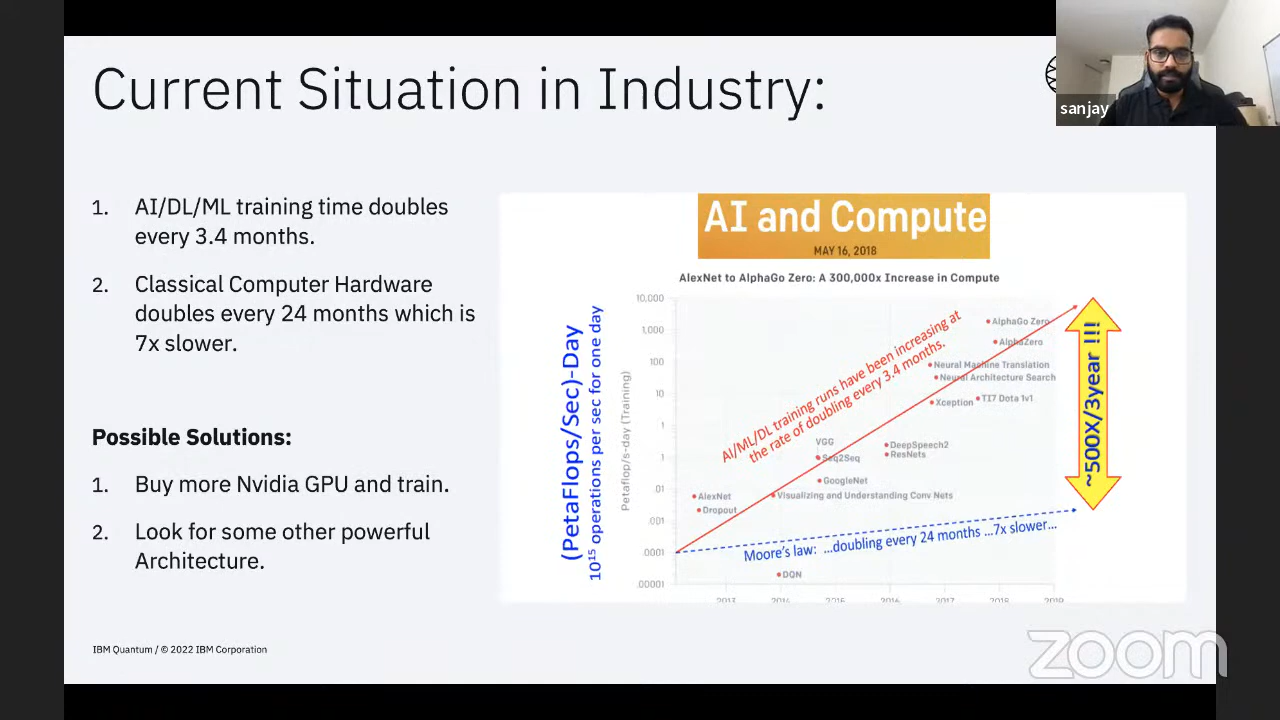 Current Situation in Industry:
sanjay
1. AI/DL/ML training time doubles
every 3.4 months.
2. Classical Computer Hardware
doubles every 24 months which is
7x slower.
Possible Solutions:
1. Buy more Nvidia GPU and train.
2. Look for some other powerful
Architecture.
AI and Compute
MAY 16, 2018
AlexNet to AlphaGo Zero: A 300,000x Increase in Compute
(PetaFlops/Sec)-Day
10¹⁵ operations per sec for one day
Petaflop/s-day (Training)
10,000
1,000
100
10
1
.1
.01
.001
.0001
.00001
AlphaGo Zero
AlphaZero
Neural Machine Translation
Neural Architecture Search
Xception
TI7 Dota 1v1
VGG
DeepSpeech2
Seq2Seq
ResNets
GoogleNet
AlexNet
Visualizing and Understanding Conv Nets
Dropout
DQN
AI/ML/DL training runs have been increasing at
the rate of doubling every 3.4 months.
Moore's law: ...doubling every 24 months ...7x slower...
~500X/3year !!!
2013
2014
2015
2016
2017
2018
2019
IBM Quantum / © 2022 IBM Corporation
zoom